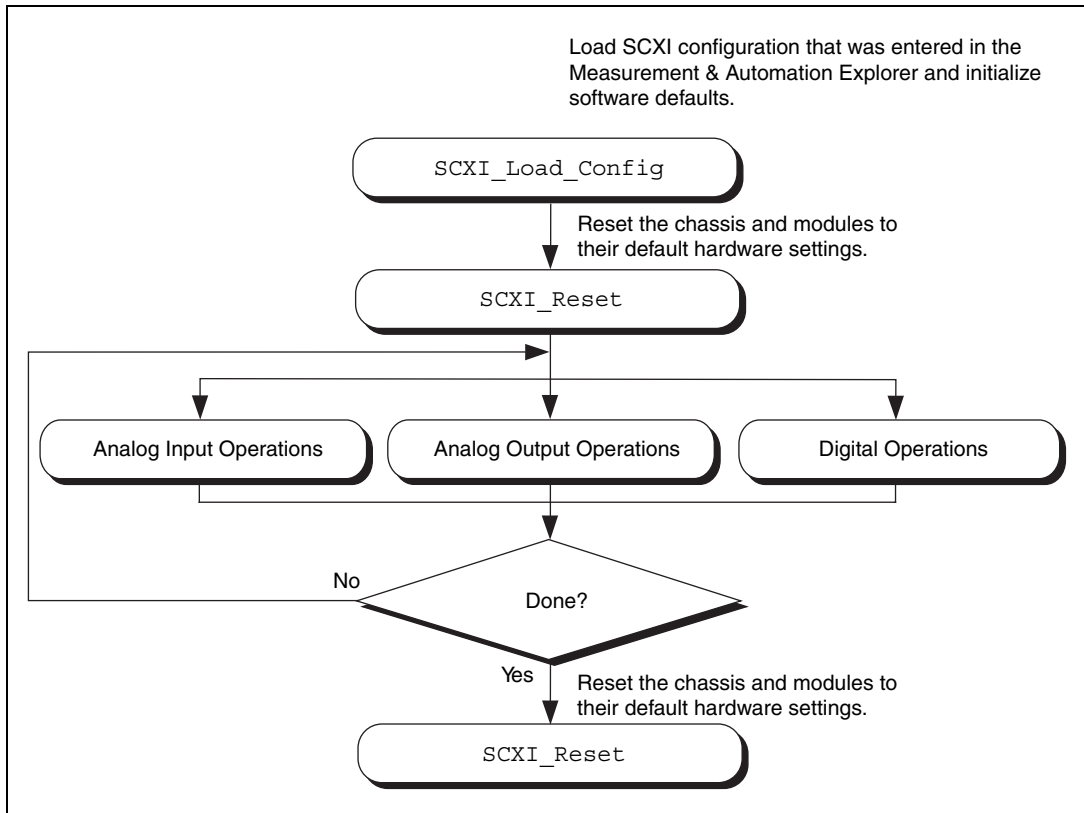 Load SCXI configuration that was entered in the
Measurement & Automation Explorer and initialize
software defaults.
SCXI_Load_Config
Reset the chassis and modules to
their default hardware settings.
SCXI_Reset
Analog Input Operations
Analog Output Operations
Digital Operations
No
Done?
Yes
Reset the chassis and modules to
their default hardware settings.
SCXI_Reset